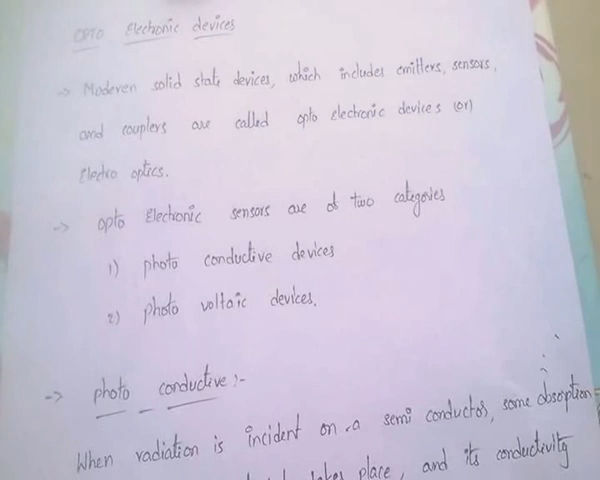 OPTO Electronic devices
-> Modeven solid state devices, which includes emitters, sensors,
and couplers are called opto electronic devices (or)
Electro optics.
-> opto Electronic sensors are of two categories
1) photo conductive devices
2) photo voltaic devices.
-> photo conductive :-
When radiation is incident on a semi conductor, some absorption
takes place, and its conductivity